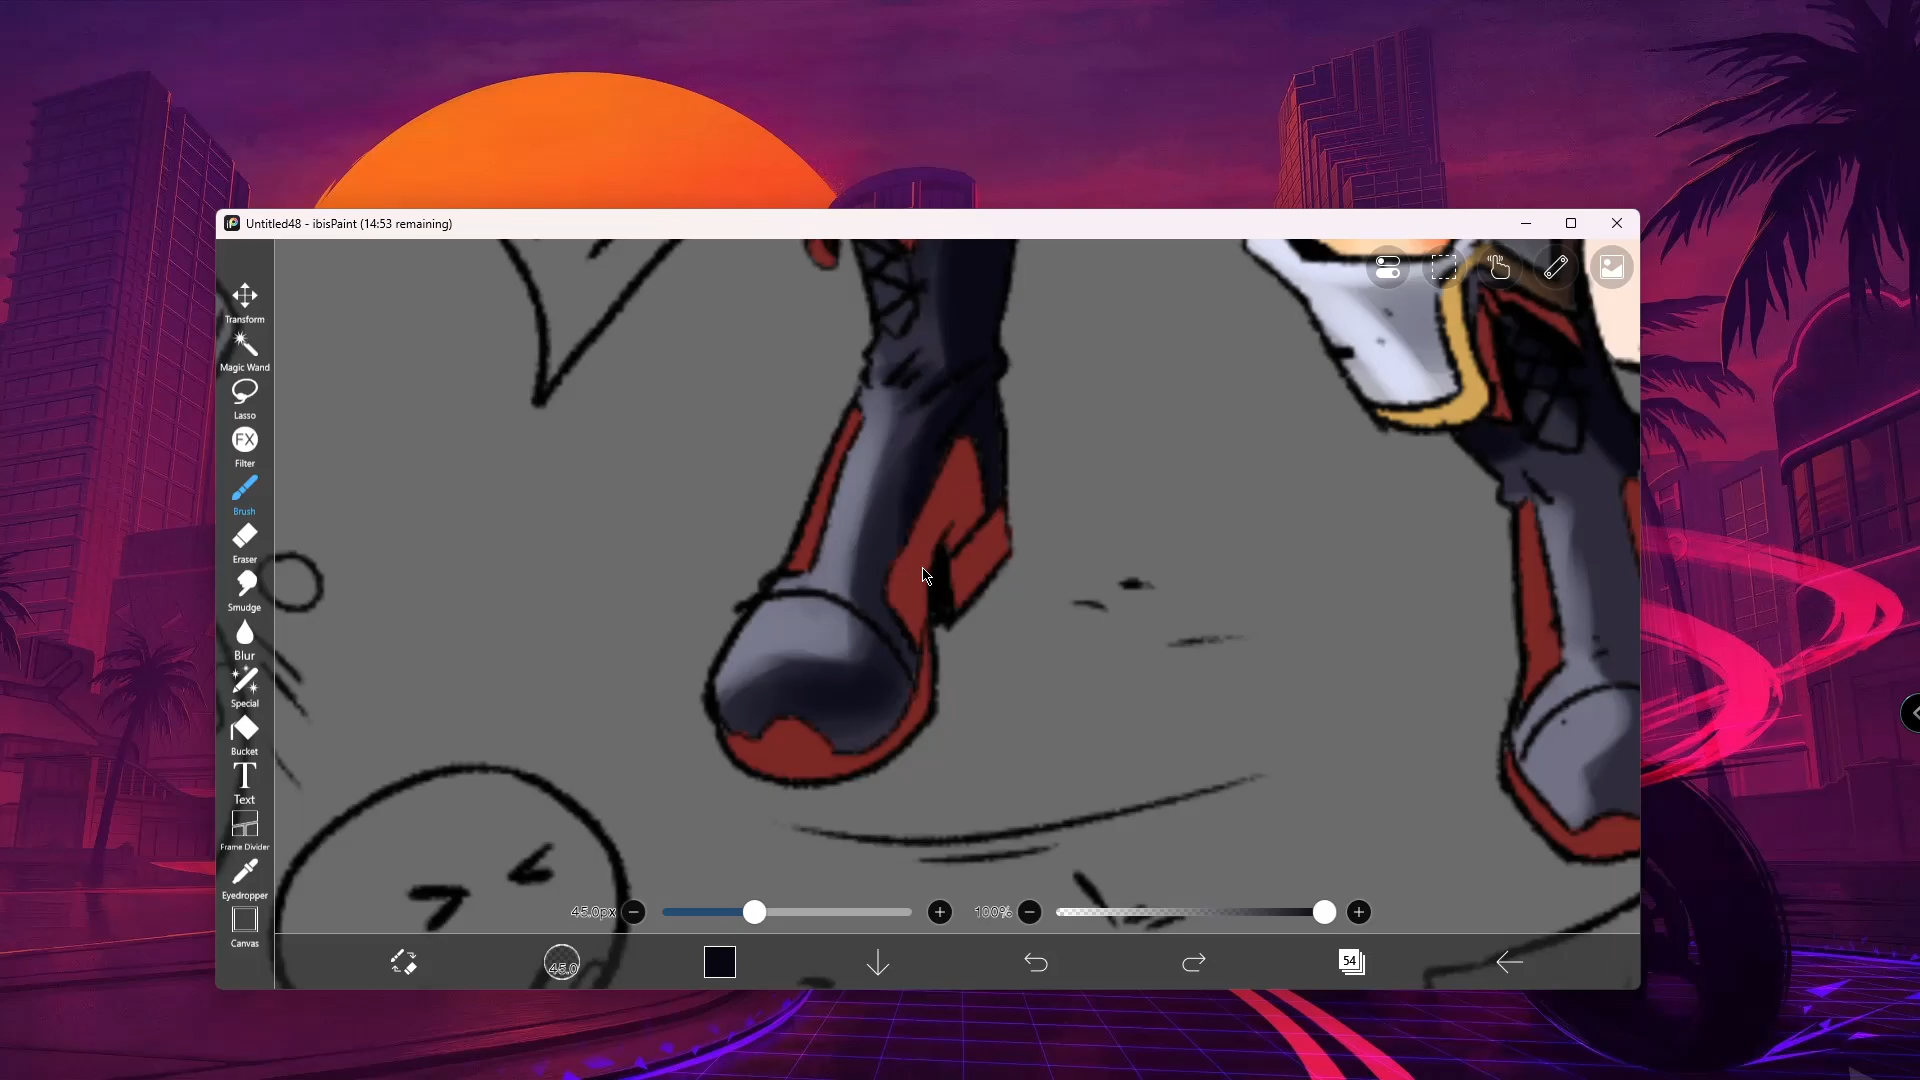 Untitled48 - ibisPaint (14:53 remaining)
Transform
Magic Wand
Lasso
FX
Filter
Brush
Eraser
Smudge
Blur
Special
Bucket
T
Text
Frame Divider
Eyedropper
Canvas
45.0px
100%
45.0
54